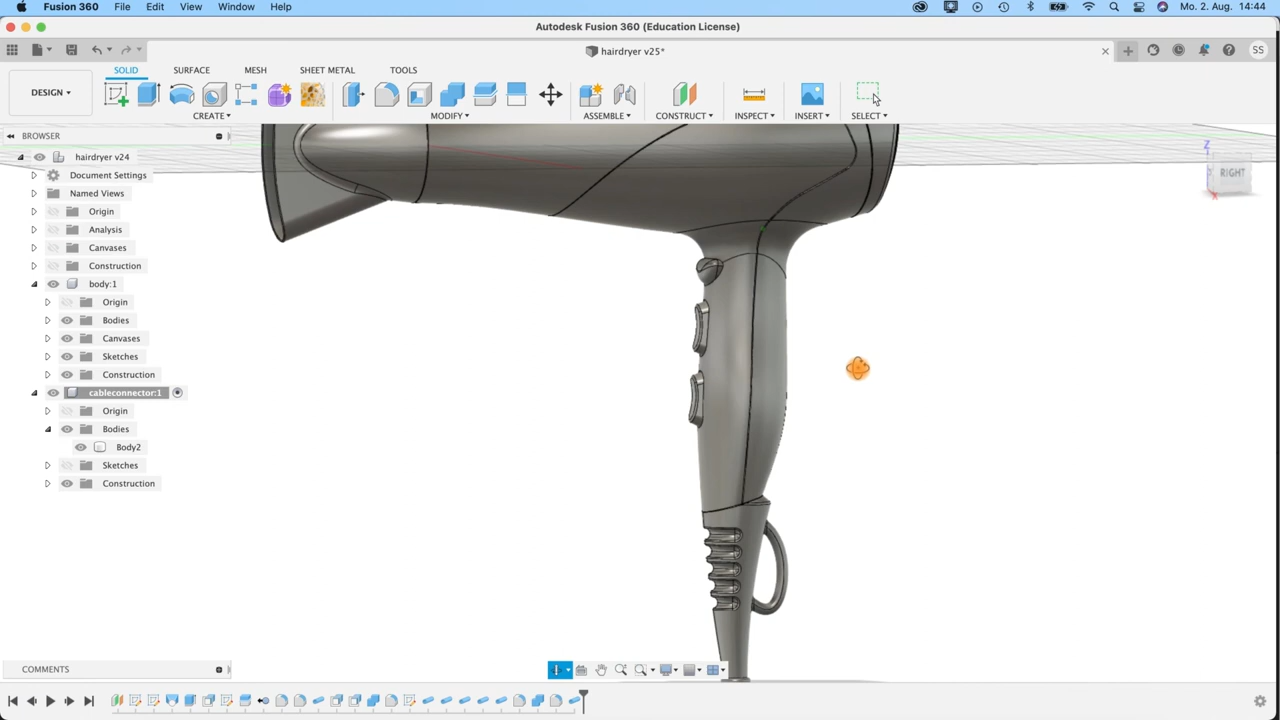 Fusion 360 File Edit View Window Help Mo. 2. Aug. 14:44
Autodesk Fusion 360 (Education License)
hairdryer v25* SS
SOLID SURFACE MESH SHEET METAL TOOLS
DESIGN
CREATE MODIFY ASSEMBLE CONSTRUCT INSPECT INSERT SELECT
BROWSER
hairdryer v24
Document Settings
Named Views
Origin
Analysis
Canvases
Construction
body:1
Origin
Bodies
Canvases
Sketches
Construction
cableconnector:1
Origin
Bodies
Body2
Sketches
Construction
Z
RIGHT
X
COMMENTS